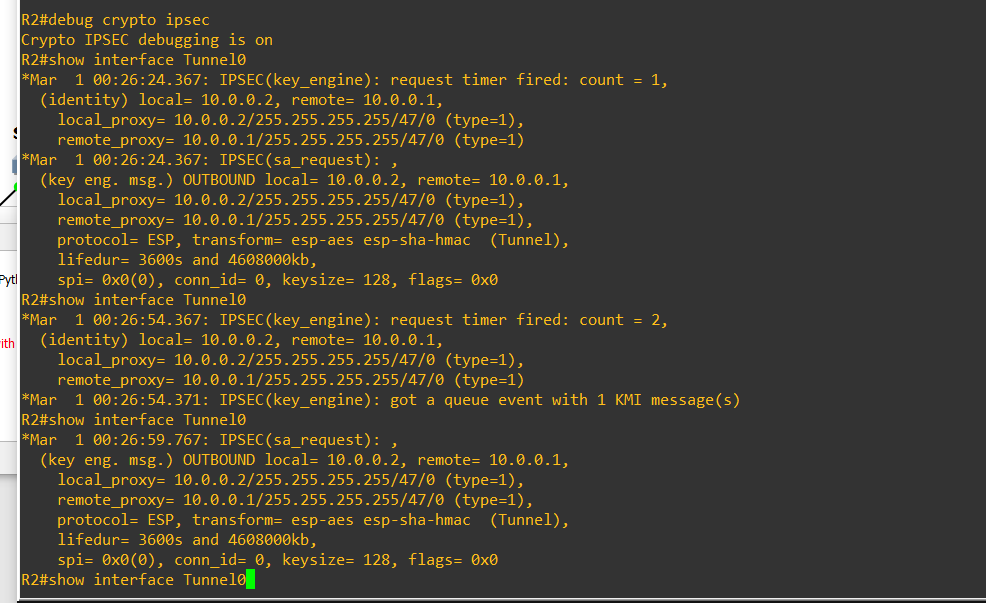 R2#debug crypto ipsec
Crypto IPSEC debugging is on
R2#show interface Tunnel0
*Mar  1 00:26:24.367: IPSEC(key_engine): request timer fired: count = 1,
  (identity) local= 10.0.0.2, remote= 10.0.0.1,
    local_proxy= 10.0.0.2/255.255.255.255/47/0 (type=1),
    remote_proxy= 10.0.0.1/255.255.255.255/47/0 (type=1)
*Mar  1 00:26:24.367: IPSEC(sa_request): ,
  (key eng. msg.) OUTBOUND local= 10.0.0.2, remote= 10.0.0.1,
    local_proxy= 10.0.0.2/255.255.255.255/47/0 (type=1),
    remote_proxy= 10.0.0.1/255.255.255.255/47/0 (type=1),
    protocol= ESP, transform= esp-aes esp-sha-hmac  (Tunnel),
    lifedur= 3600s and 4608000kb,
    spi= 0x0(0), conn_id= 0, keysize= 128, flags= 0x0
R2#show interface Tunnel0
*Mar  1 00:26:54.367: IPSEC(key_engine): request timer fired: count = 2,
  (identity) local= 10.0.0.2, remote= 10.0.0.1,
    local_proxy= 10.0.0.2/255.255.255.255/47/0 (type=1),
    remote_proxy= 10.0.0.1/255.255.255.255/47/0 (type=1)
*Mar  1 00:26:54.371: IPSEC(key_engine): got a queue event with 1 KMI message(s)
R2#show interface Tunnel0
*Mar  1 00:26:59.767: IPSEC(sa_request): ,
  (key eng. msg.) OUTBOUND local= 10.0.0.2, remote= 10.0.0.1,
    local_proxy= 10.0.0.2/255.255.255.255/47/0 (type=1),
    remote_proxy= 10.0.0.1/255.255.255.255/47/0 (type=1),
    protocol= ESP, transform= esp-aes esp-sha-hmac  (Tunnel),
    lifedur= 3600s and 4608000kb,
    spi= 0x0(0), conn_id= 0, keysize= 128, flags= 0x0
R2#show interface Tunnel0